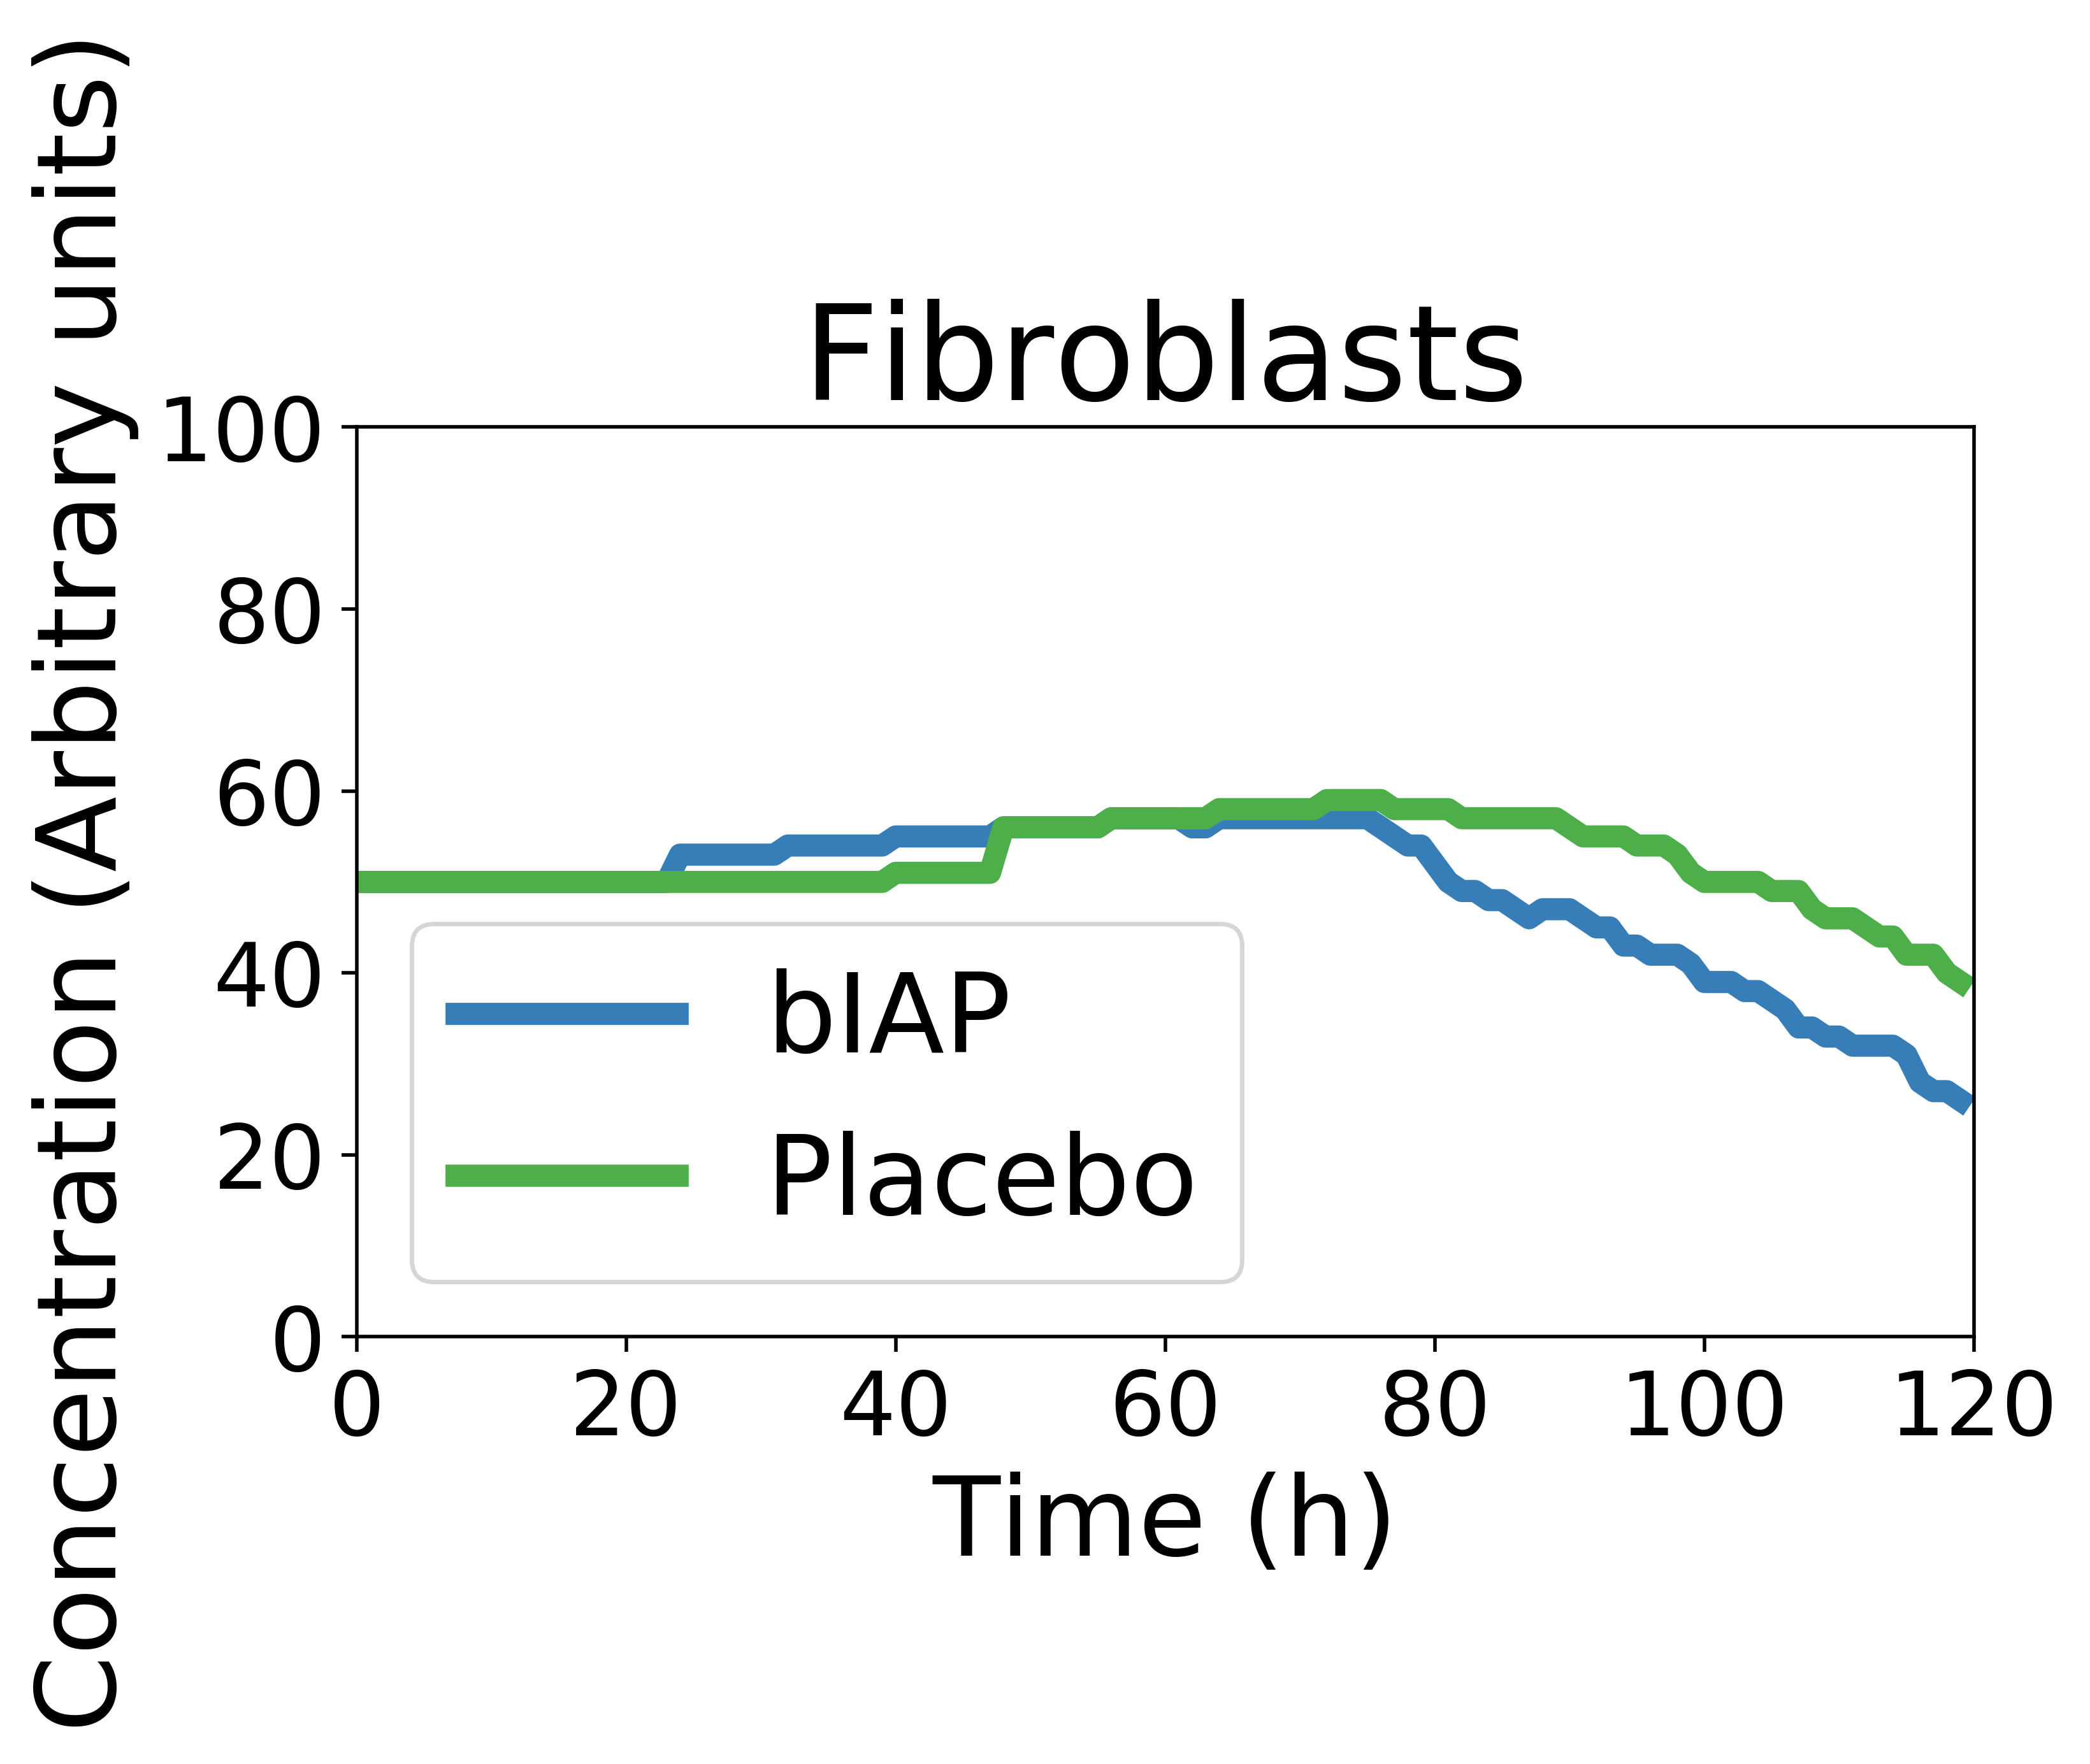 Fibroblasts
Concentration (Arbitrary units)
100
80
60
40
20
0
bIAP
Placebo
0 20 40 60 80 100 120
Time (h)